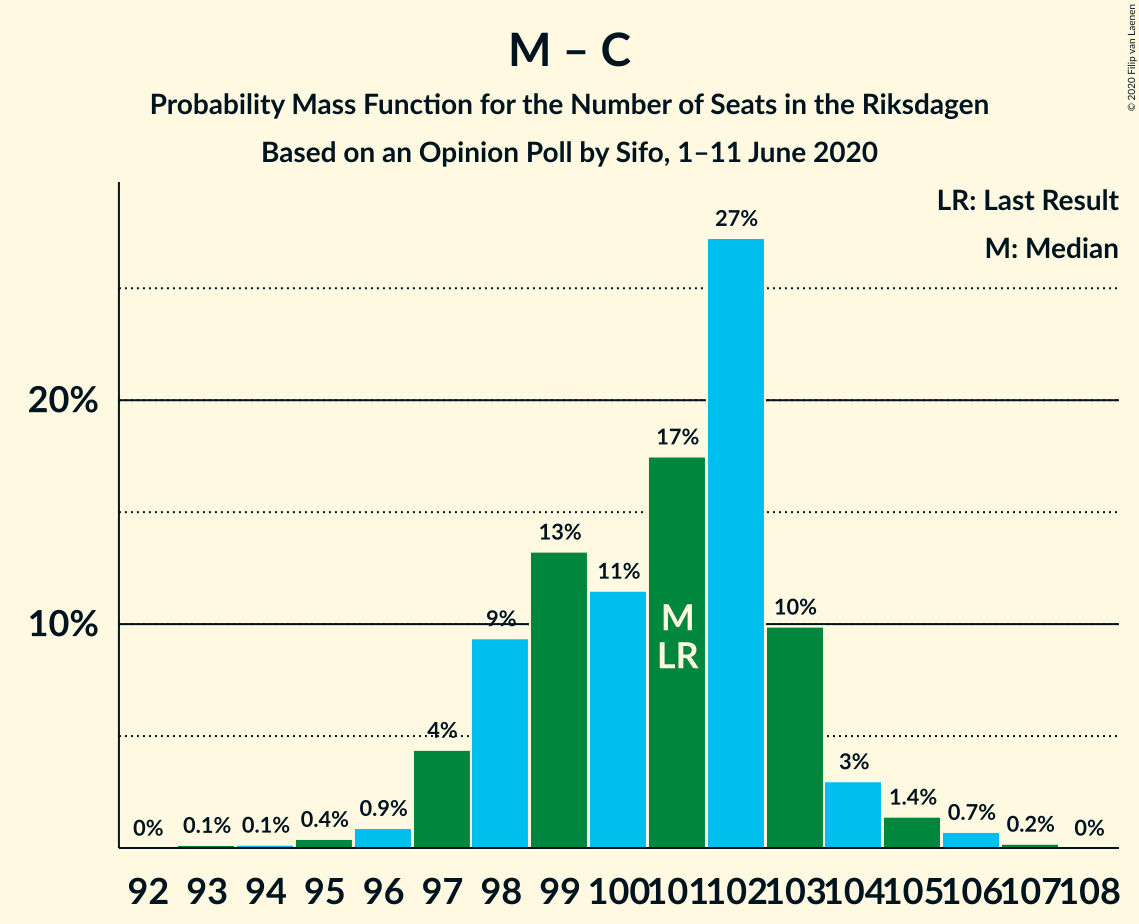 M – C
Probability Mass Function for the Number of Seats in the Riksdagen
Based on an Opinion Poll by Sifo, 1–11 June 2020
© 2020 Filip van Laenen
LR: Last Result
M: Median
20%
10%
0%
0.1%
0.1%
0.4%
0.9%
4%
9%
13%
11%
17%
27%
10%
3%
1.4%
0.7%
0.2%
0%
M
LR
92 93 94 95 96 97 98 99 100 101 102 103 104 105 106 107 108